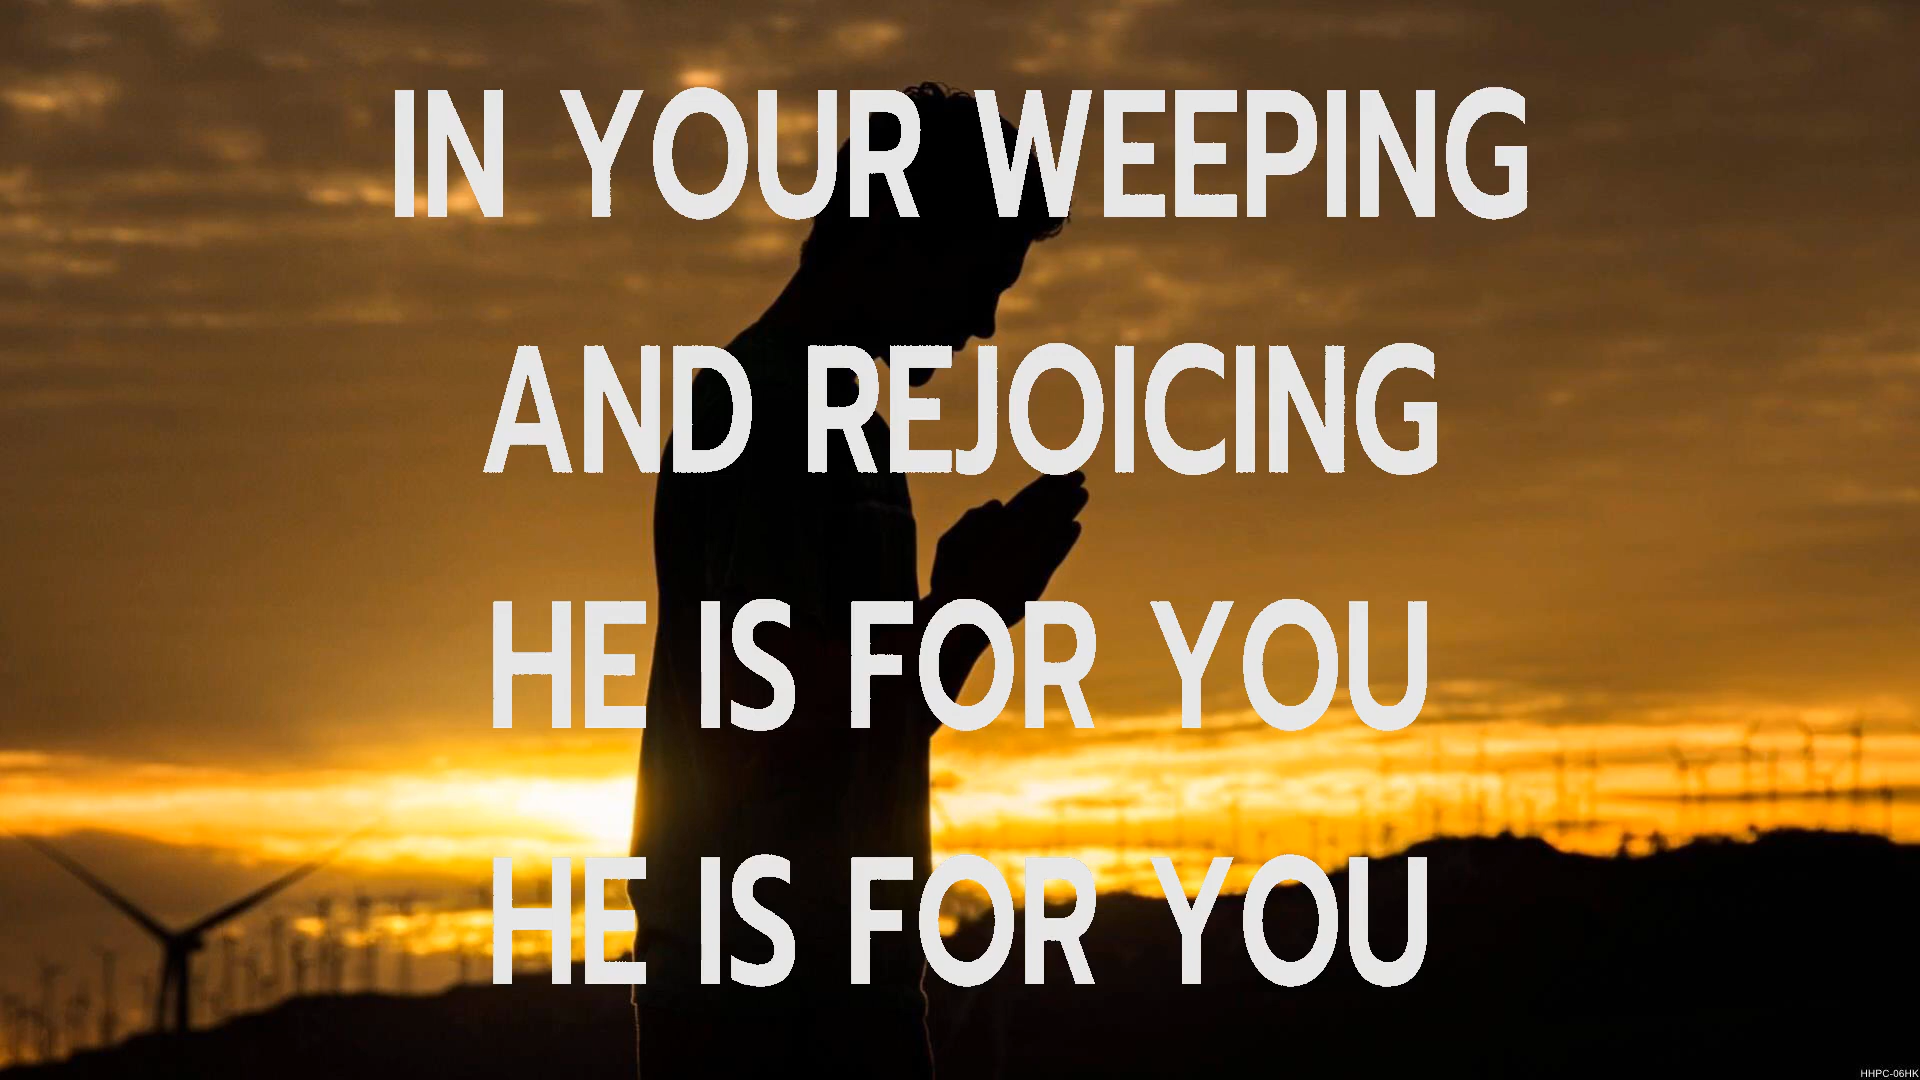 IN YOUR WEEPING
AND REJOICING
HE IS FOR YOU
HE IS FOR YOU
HHPC-06HK